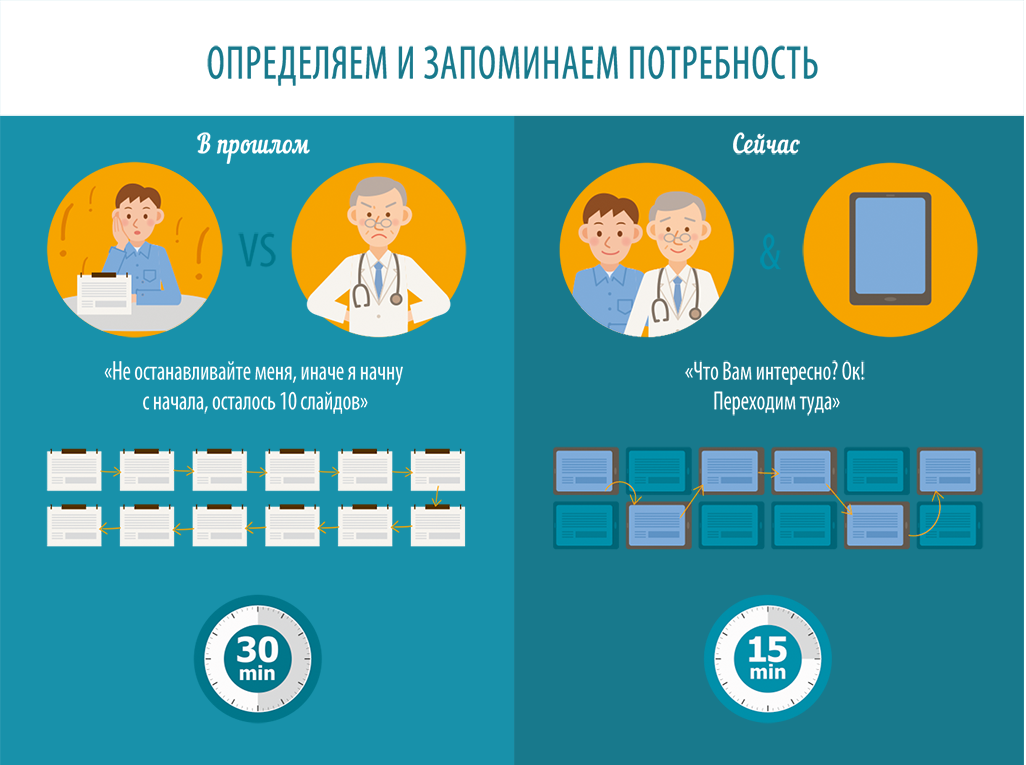 ОПРЕДЕЛЯЕМ И ЗАПОМИНАЕМ ПОТРЕБНОСТЬ
В прошлом
VS
«Не останавливайте меня, иначе я начну
с начала, осталось 10 слайдов»
30
min
Сейчас
&
«Что Вам интересно? Ок!
Переходим туда»
15
min